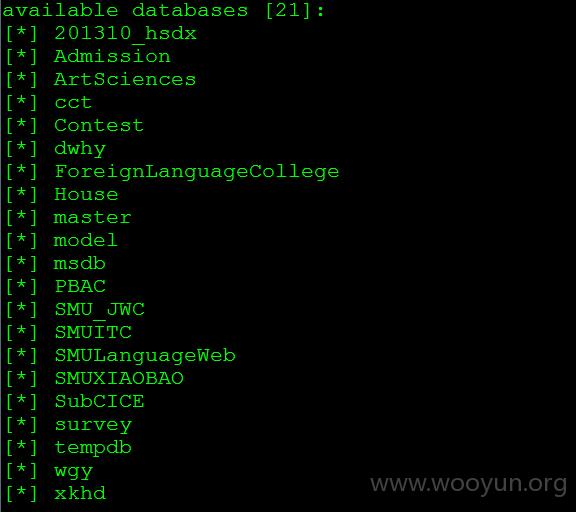 available databases [21]:
[*] 201310_hsdx
[*] Admission
[*] ArtSciences
[*] cct
[*] Contest
[*] dwhy
[*] ForeignLanguageCollege
[*] House
[*] master
[*] model
[*] msdb
[*] PBAC
[*] SMU_JWC
[*] SMUITC
[*] SMULanguageWeb
[*] SMUXIAOBAO
[*] SubCICE
[*] survey
[*] tempdb
[*] wgy
[*] xkhd
www.wooyun.org